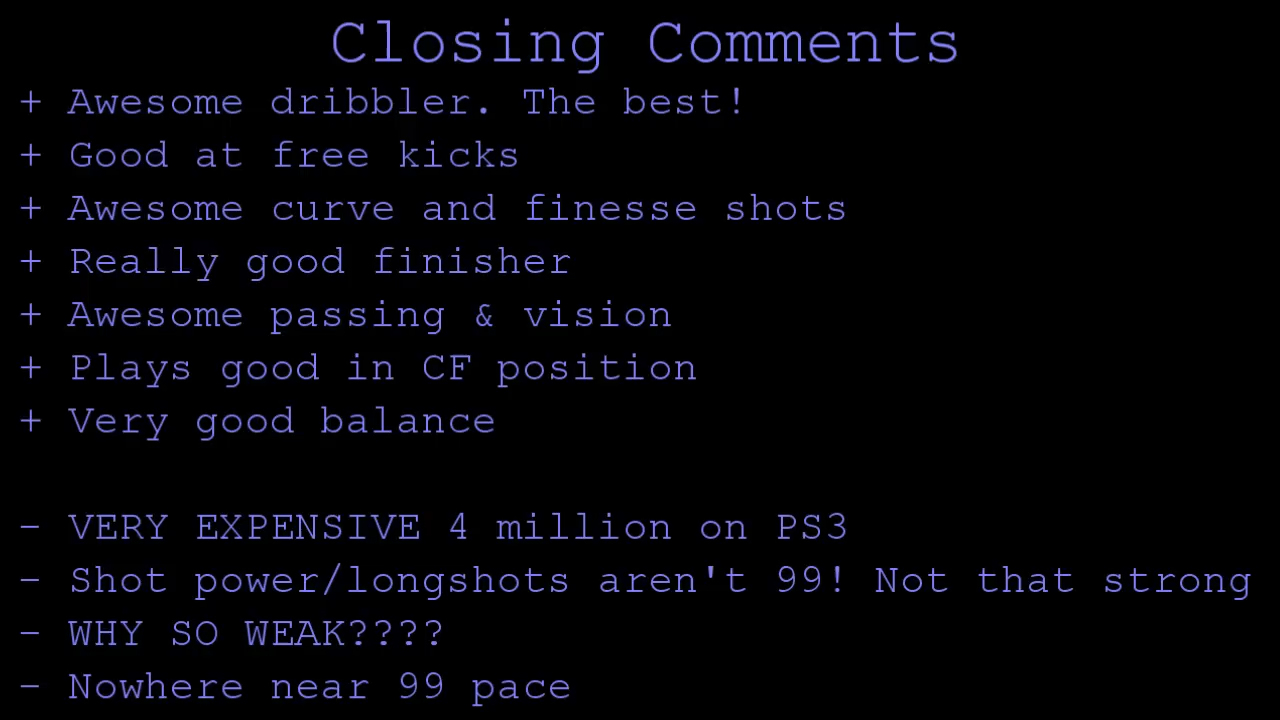 Closing Comments
+ Awesome dribbler. The best!
+ Good at free kicks
+ Awesome curve and finesse shots
+ Really good finisher
+ Awesome passing & vision
+ Plays good in CF position
+ Very good balance
- VERY EXPENSIVE 4 million on PS3
- Shot power/longshots aren't 99! Not that strong
- WHY SO WEAK????
- Nowhere near 99 pace